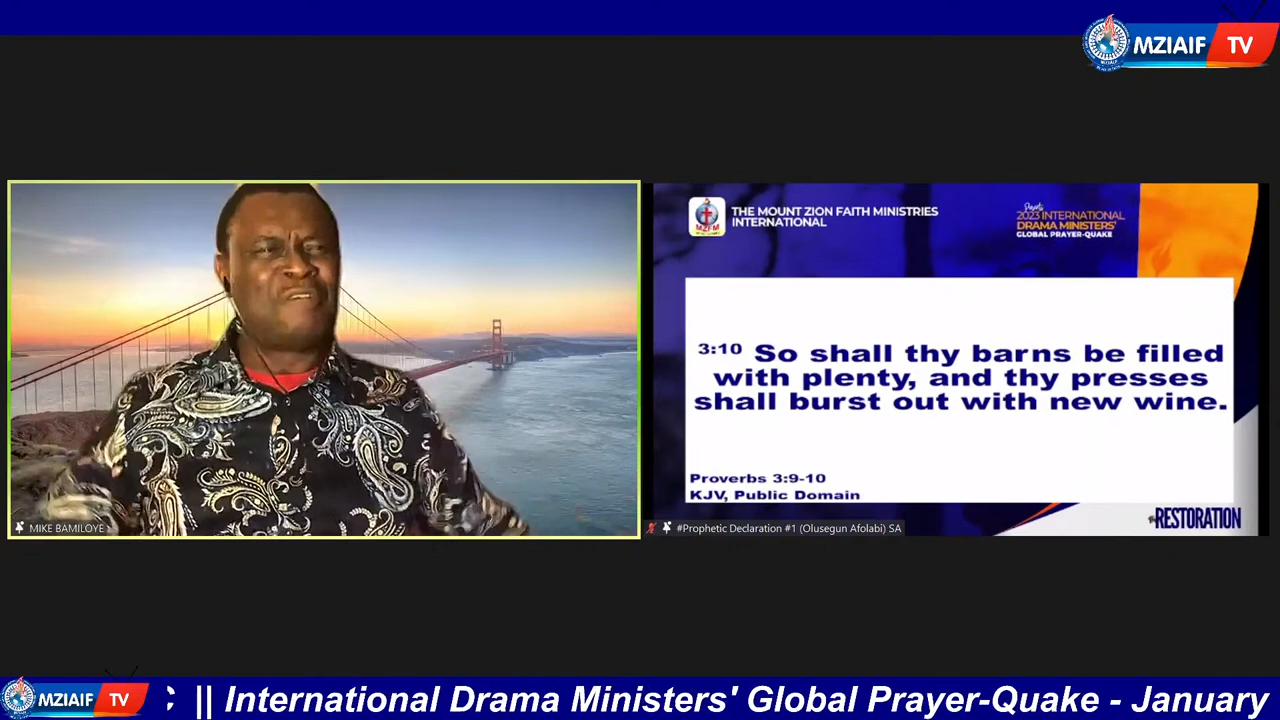 MZIAIF TV
THE MOUNT ZION FAITH MINISTRIES
INTERNATIONAL
MZFM
Presents
2023 INTERNATIONAL
DRAMA MINISTERS'
GLOBAL PRAYER-QUAKE
3:10 So shall thy barns be filled
with plenty, and thy presses
shall burst out with new wine.
Proverbs 3:9-10
KJV, Public Domain
RESTORATION
MIKE BAMILOYE
#Prophetic Declaration #1 (Olusegun Afolabi) SA
MZIAIF TV
|| International Drama Ministers' Global Prayer-Quake - January